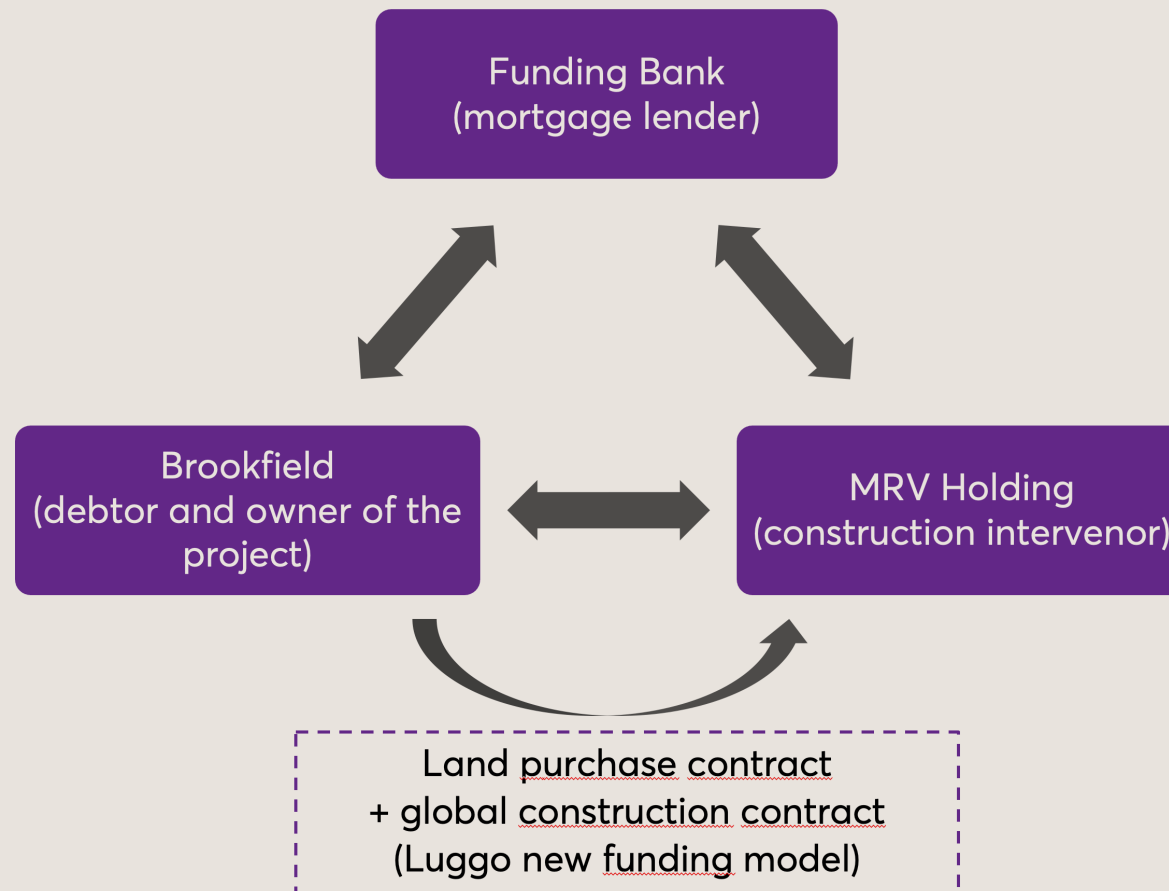 Funding Bank
(mortgage lender)
Brookfield
(debtor and owner of the
project)
MRV Holding
(construction intervenor)
Land purchase contract
+ global construction contract
(Luggo new funding model)